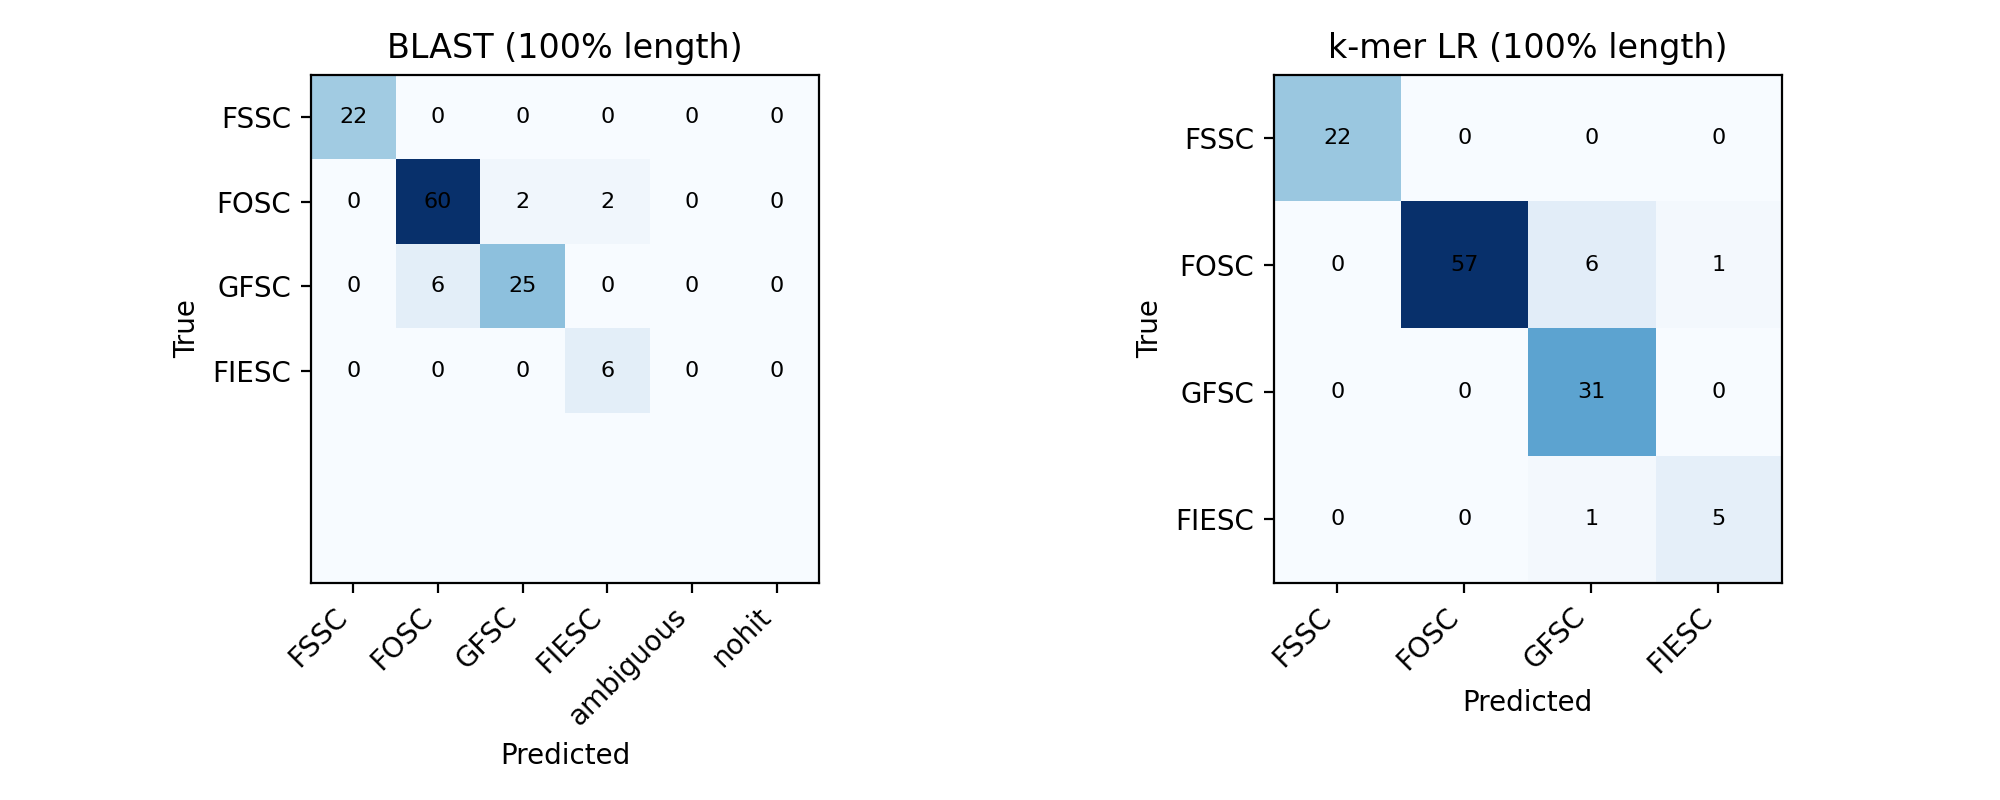 BLAST (100% length)
True
FSSC 22 0 0 0 0 0
FOSC 0 60 2 2 0 0
GFSC 0 6 25 0 0 0
FIESC 0 0 0 6 0 0
FSSC FOSC GFSC FIESC ambiguous nohit
Predicted
k-mer LR (100% length)
True
FSSC 22 0 0 0
FOSC 0 57 6 1
GFSC 0 0 31 0
FIESC 0 0 1 5
FSSC FOSC GFSC FIESC
Predicted